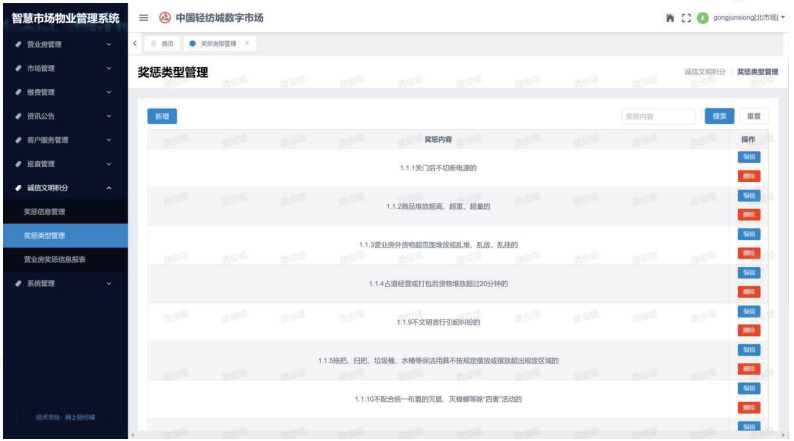 智慧市场物业管理系统
中国轻纺城数字市场
gongjunxiong[北市场]
营业房管理
首页
奖惩类型管理 ×
市场管理
奖惩类型管理
诚信文明积分 / 奖惩类型管理
缴费管理
资讯公告
新增
奖惩内容
搜索
重置
客户服务管理
奖惩内容
操作
巡查管理
1.1.1关门后不切断电源的
编辑
删除
诚信文明积分
1.1.2商品堆放超高、超重、超量的
编辑
删除
奖惩信息管理
奖惩类型管理
1.1.3营业房外货物超范围堆放或乱堆、乱放、乱挂的
编辑
删除
营业房奖惩信息报表
1.1.4占道经营或打包后货物堆放超过20分钟的
编辑
删除
系统管理
1.1.9不文明言行引起纠纷的
编辑
删除
1.1.5拖把、扫把、垃圾桶、水桶等保洁用具不按规定摆放或摆放超出规定区域的
编辑
删除
1.1.10不配合统一布置的灭鼠、灭蟑螂等除"四害"活动的
编辑
删除
技术支持：网上轻纺城
编辑